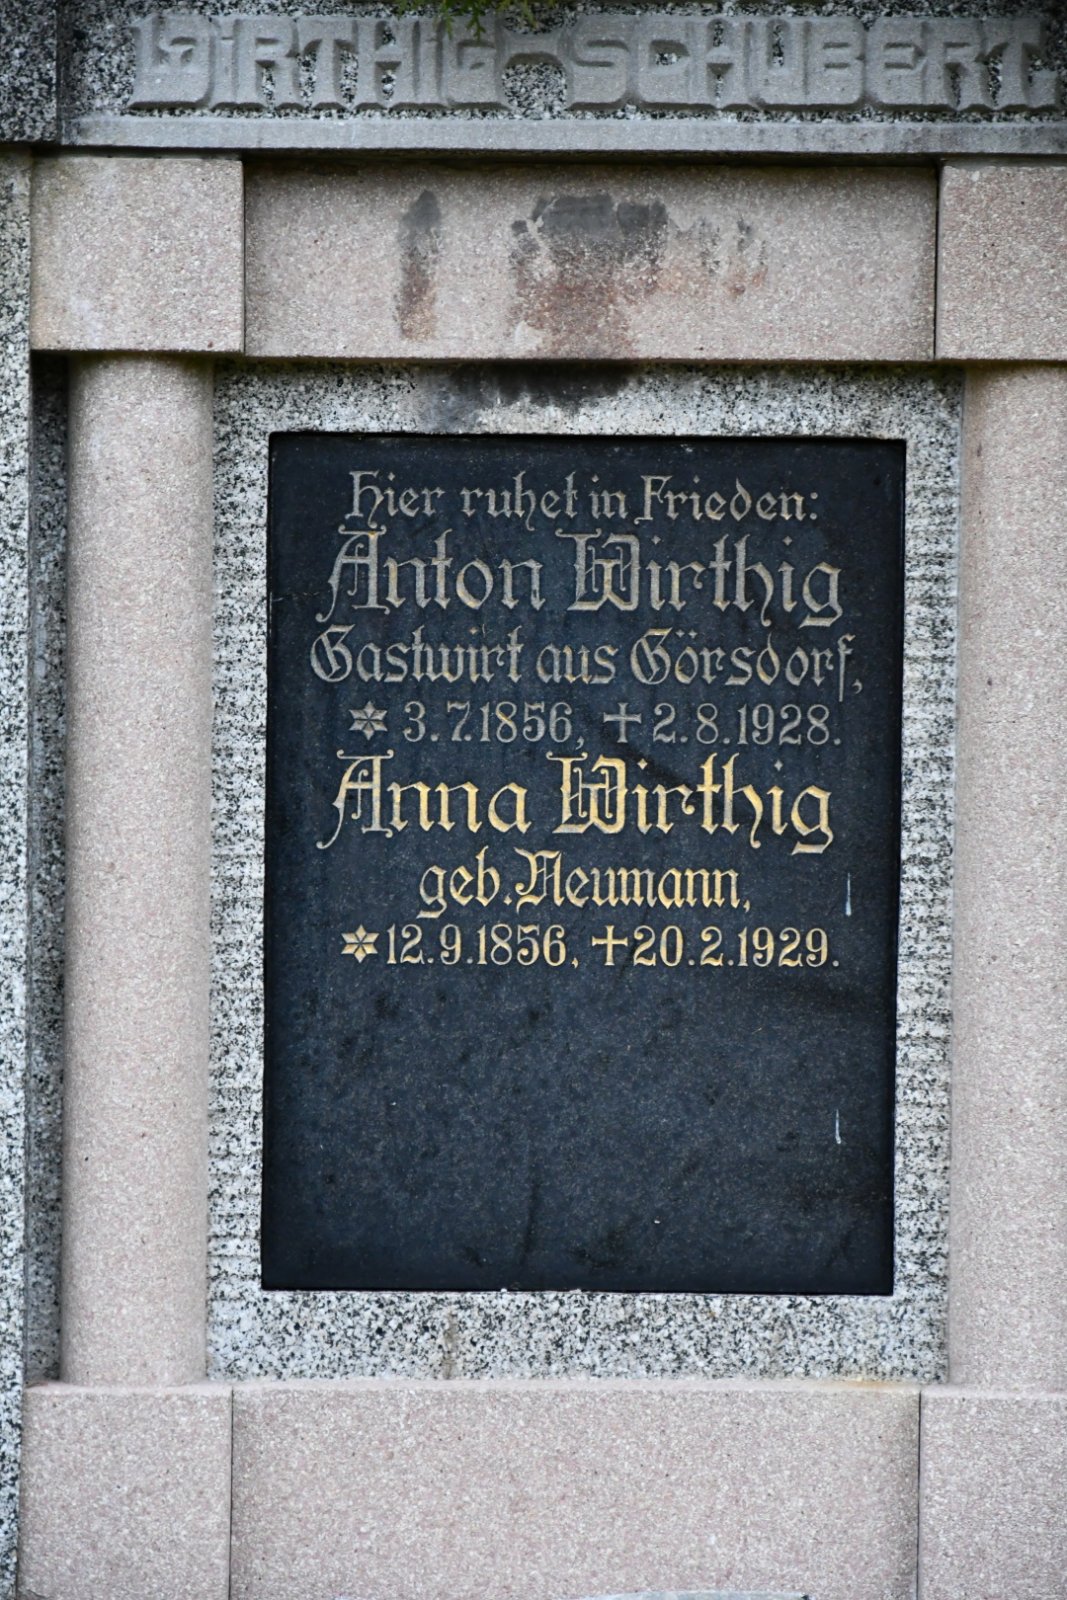 WIRTHIG-SCHUBERT.
Hier ruhet in Frieden:
Anton Wirthig
Gastwirt aus Görsdorf,
✡ 3.7.1856, + 2.8.1928.
Anna Wirthig
geb. Neumann,
✡ 12.9.1856, + 20.2.1929.